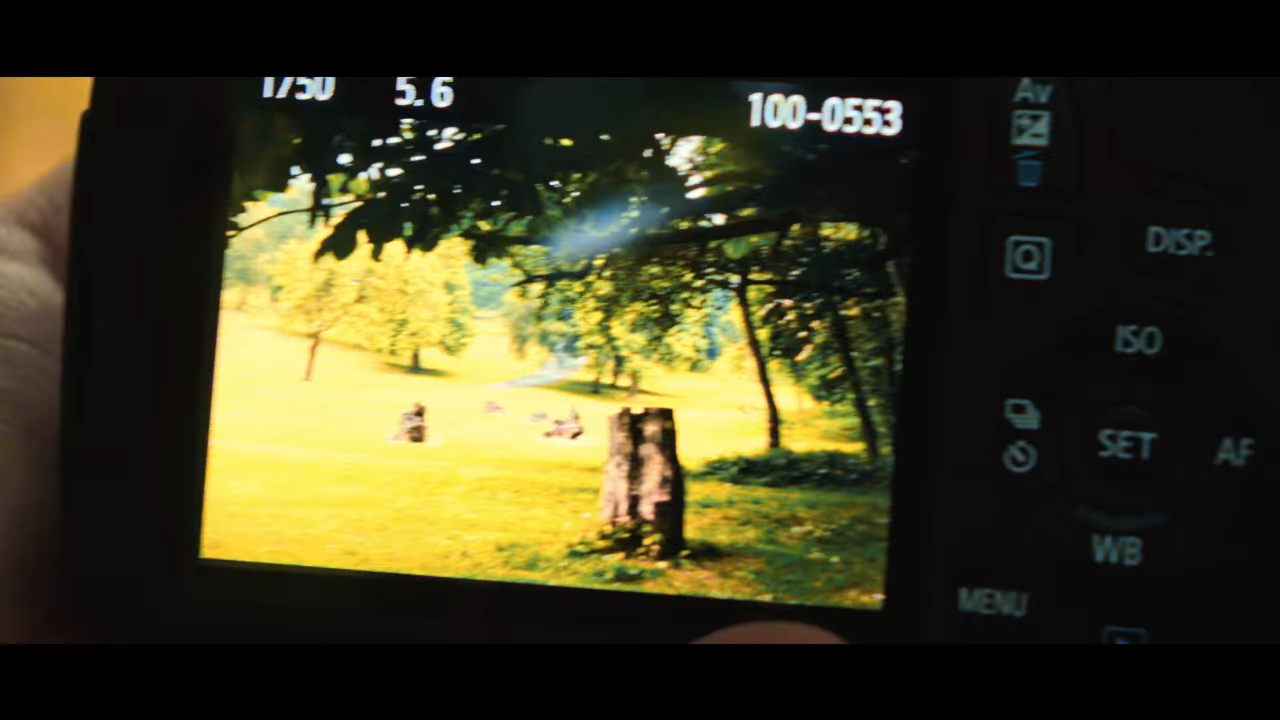 1/50 5.6
100-0553
Av
Q
DISP.
ISO
SET
AF
WB
MENU